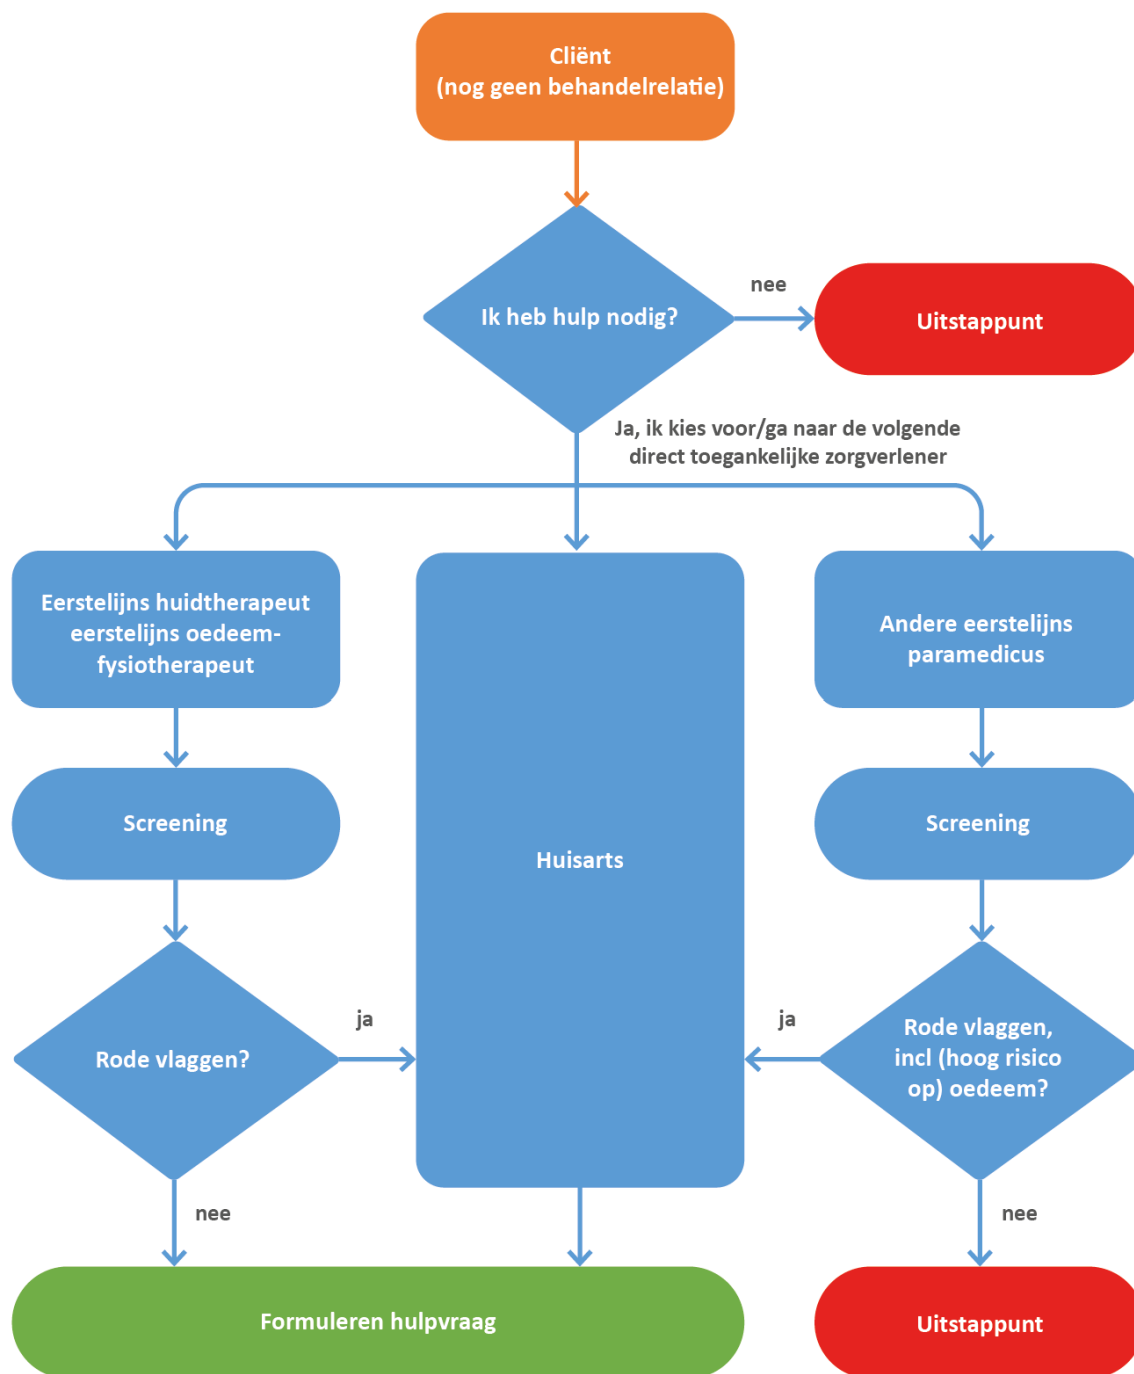 Cliënt
(nog geen behandelrelatie)
Ik heb hulp nodig?
nee
Uitstappunt
Ja, ik kies voor/ga naar de volgende
direct toegankelijke zorgverlener
Eerstelijns huidtherapeut
eerstelijns oedeem-
fysiotherapeut
Andere eerstelijns
paramedicus
Screening
Huisarts
Screening
Rode vlaggen?
ja
ja
Rode vlaggen,
incl (hoog risico
op) oedeem?
nee
nee
Formuleren hulpvraag
Uitstappunt